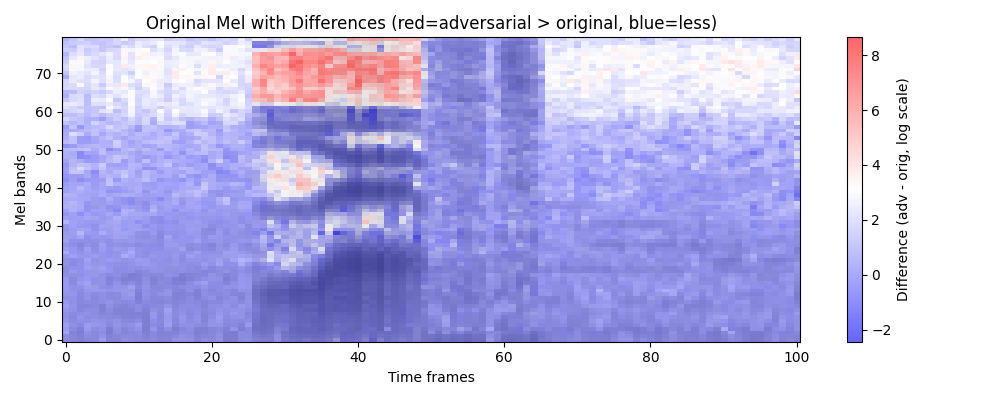 Original Mel with Differences (red=adversarial > original, blue=less)
Mel bands
70
60
50
40
30
20
10
0
0 20 40 60 80 100
Time frames
8
6
4
2
0
−2
Difference (adv - orig, log scale)